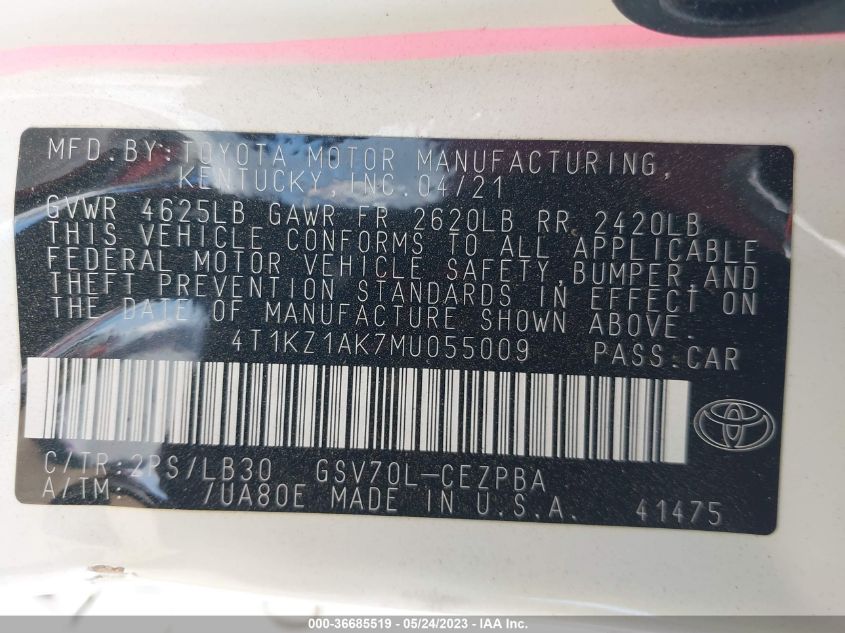 MFD.BY:TOYOTA MOTOR MANUFACTURING,
KENTUCKY,INC.04/21
GVWR 4625LB GAWR FR 2620LB RR 2420LB
THIS VEHICLE CONFORMS TO ALL APPLICABLE
FEDERAL MOTOR VEHICLE SAFETY,BUMPER,AND
THEFT PREVENTION STANDARDS IN EFFECT ON
THE DATE OF MANUFACTURE SHOWN ABOVE.
4T1KZ1AK7MU055009 PASS.CAR
C/TR:2PS/LB30 GSV70L-CEZPBA
A/TM: /UA80E MADE IN U.S.A. 41475
000-36685519 - 05/24/2023 - IAA Inc.